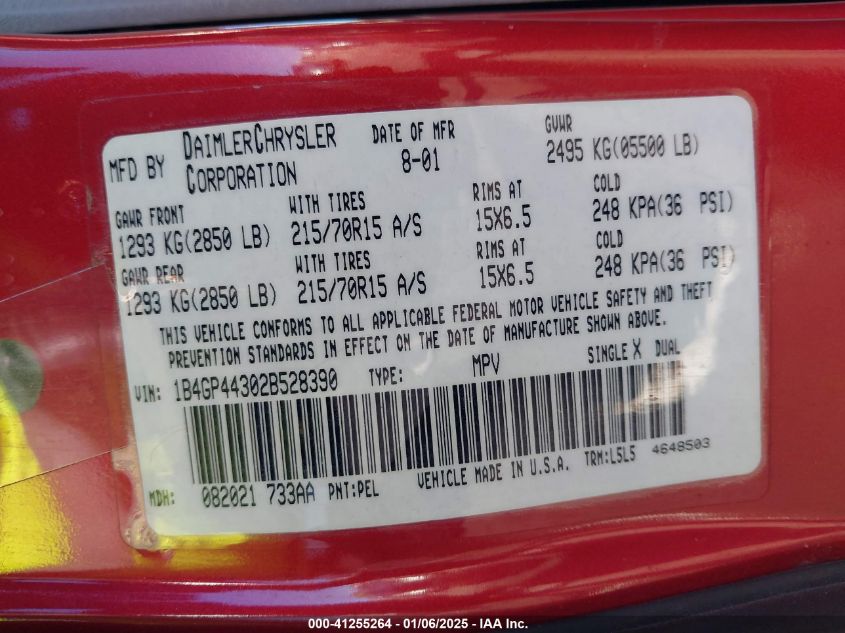 MFD BY DAIMLERCHRYSLER CORPORATION DATE OF MFR 8-01 GVWR 2495 KG(05500 LB)
GAWR FRONT WITH TIRES RIMS AT COLD
1293 KG(2850 LB) 215/70R15 A/S 15X6.5 248 KPA(36 PSI)
GAWR REAR WITH TIRES RIMS AT COLD
1293 KG(2850 LB) 215/70R15 A/S 15X6.5 248 KPA(36 PSI)
THIS VEHICLE CONFORMS TO ALL APPLICABLE FEDERAL MOTOR VEHICLE SAFETY AND THEFT
PREVENTION STANDARDS IN EFFECT ON THE DATE OF MANUFACTURE SHOWN ABOVE.
VIN: 1B4GP44302B528390 TYPE: MPV SINGLE X DUAL
MDH: 082021 733AA PNT:PEL VEHICLE MADE IN U.S.A. TRM:L5L5 4648503
000-41255264 - 01/06/2025 - IAA Inc.